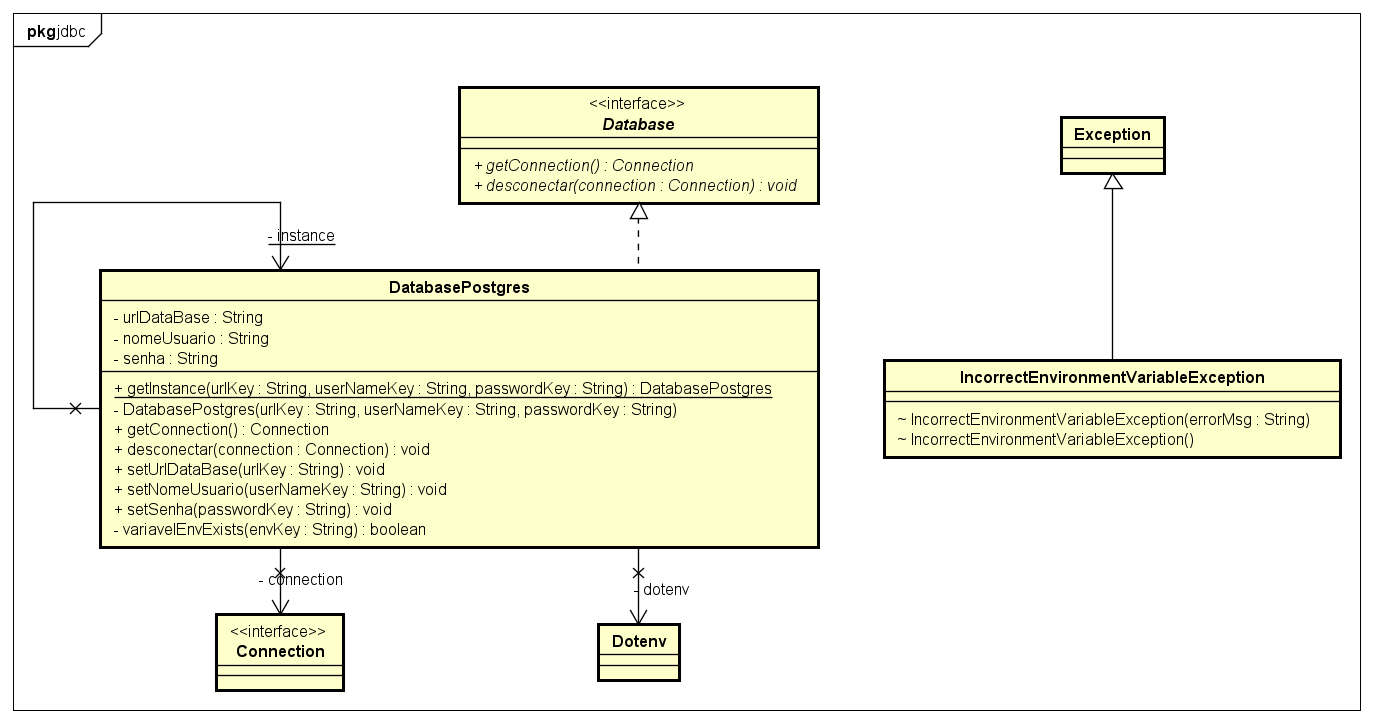 pkg jdbc
<<interface>>
Database
+ getConnection() : Connection
+ desconectar(connection : Connection) : void
Exception
- instance
DatabasePostgres
- urlDataBase : String
- nomeUsuario : String
- senha : String
+ getInstance(urlKey : String, userNameKey : String, passwordKey : String) : DatabasePostgres
- DatabasePostgres(urlKey : String, userNameKey : String, passwordKey : String)
+ getConnection() : Connection
+ desconectar(connection : Connection) : void
+ setUrlDataBase(urlKey : String) : void
+ setNomeUsuario(userNameKey : String) : void
+ setSenha(passwordKey : String) : void
- variavelEnvExists(envKey : String) : boolean
IncorrectEnvironmentVariableException
~ IncorrectEnvironmentVariableException(errorMsg : String)
~ IncorrectEnvironmentVariableException()
- connection
- dotenv
<<interface>>
Connection
Dotenv